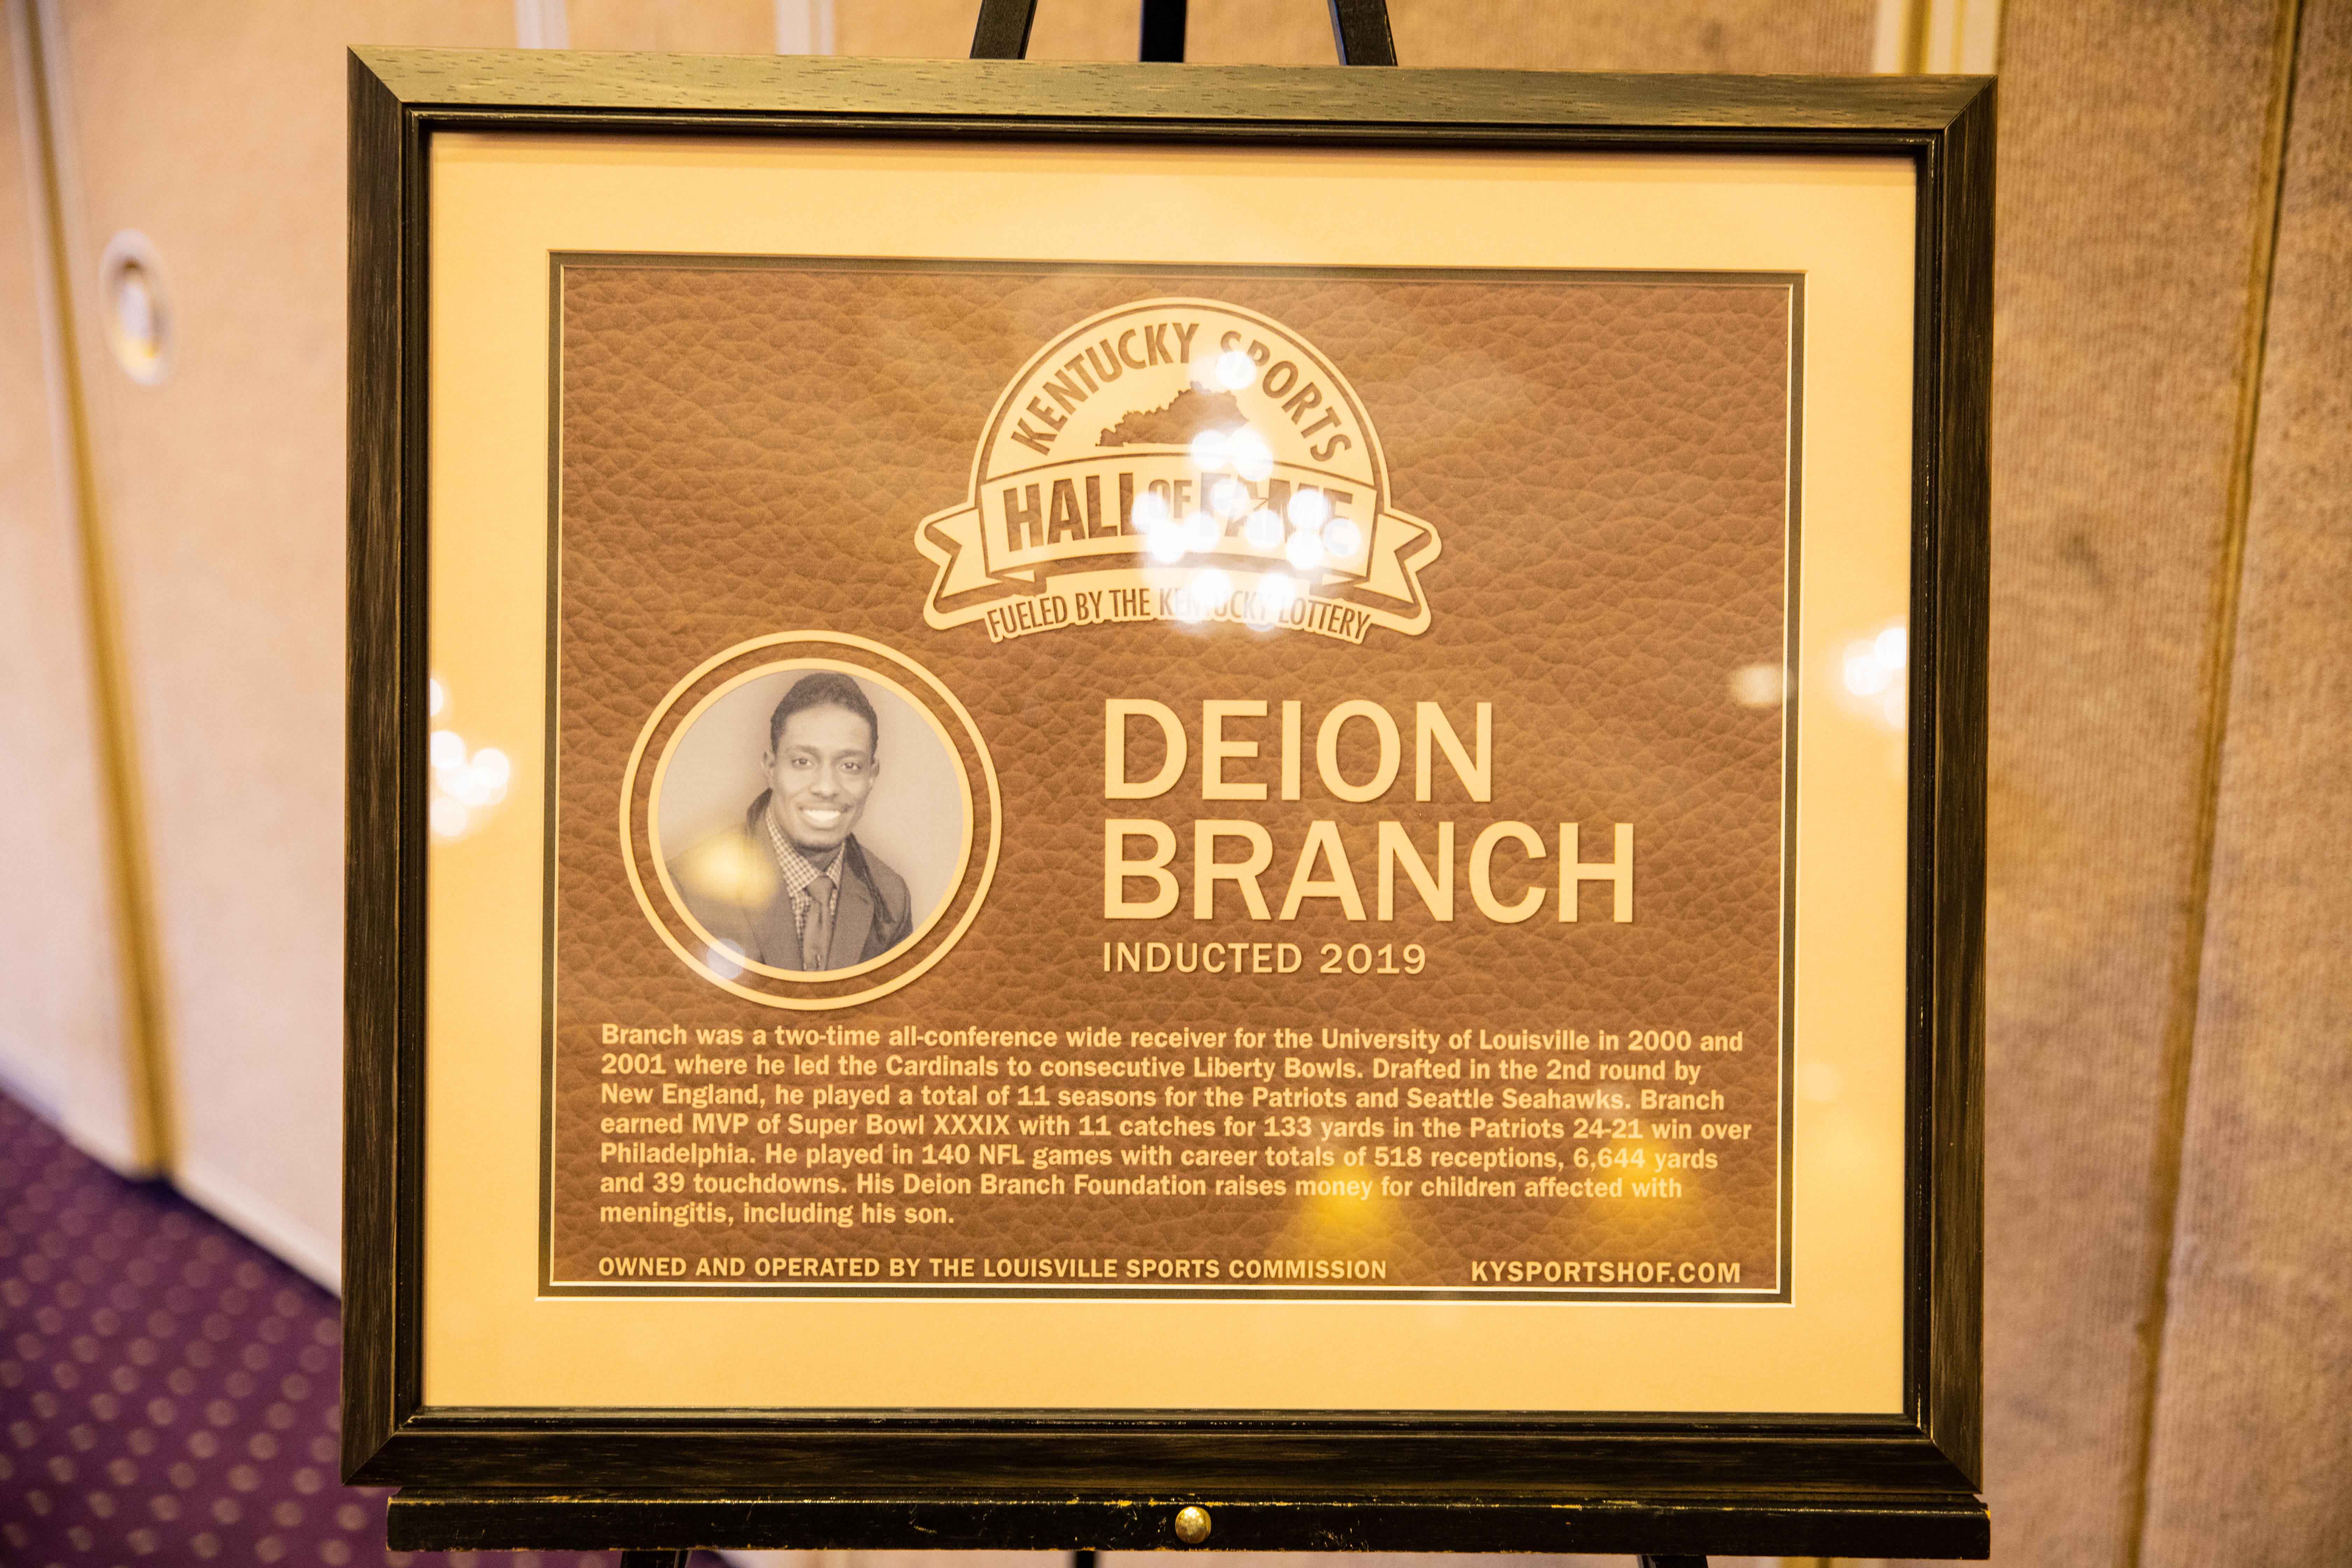 KENTUCKY SPORTS
HALL OF FAME
FUELED BY THE KENTUCKY LOTTERY
DEION
BRANCH
INDUCTED 2019
Branch was a two-time all-conference wide receiver for the University of Louisville in 2000 and
2001 where he led the Cardinals to consecutive Liberty Bowls. Drafted in the 2nd round by
New England, he played a total of 11 seasons for the Patriots and Seattle Seahawks. Branch
earned MVP of Super Bowl XXXIX with 11 catches for 133 yards in the Patriots 24-21 win over
Philadelphia. He played in 140 NFL games with career totals of 518 receptions, 6,644 yards
and 39 touchdowns. His Deion Branch Foundation raises money for children affected with
meningitis, including his son.
OWNED AND OPERATED BY THE LOUISVILLE SPORTS COMMISSION KYSPORTSHOF.COM